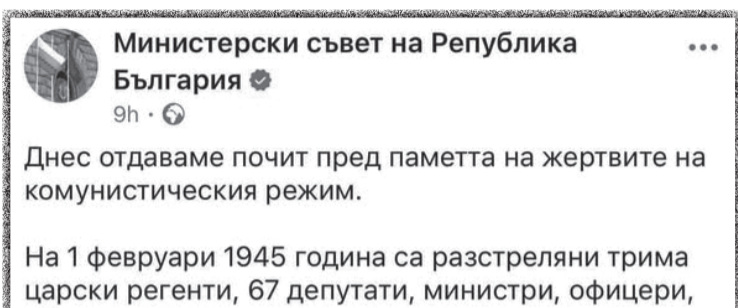 Министерски съвет на Република
България
9h ·
Днес отдаваме почит пред паметта на жертвите на
комунистическия режим.
На 1 февруари 1945 година са разстреляни трима
царски регенти, 67 депутати, министри, офицери,